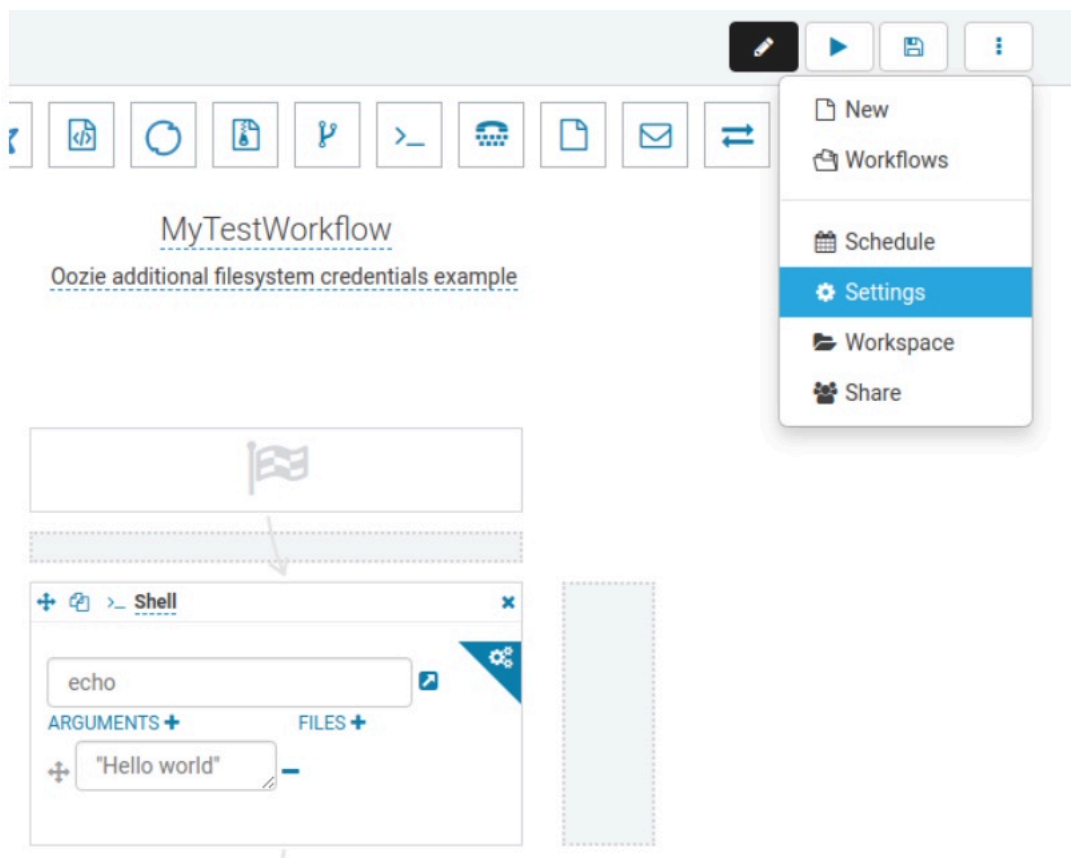 New
Workflows
Schedule
Settings
Workspace
Share
MyTestWorkflow
Oozie additional filesystem credentials example
>_ Shell
echo
ARGUMENTS + FILES +
"Hello world"